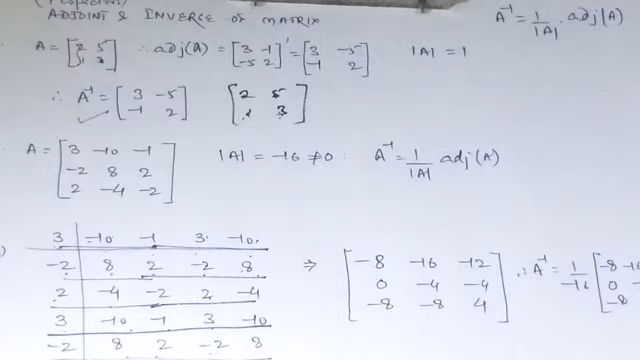 ADJOINT & INVERSE OF MATRIX
A⁻¹ = 1/|A| . adj(A)
A = [2 5; 1 3] ∴ adj(A) = [3 -1; -5 2]' = [3 -5; -1 2] |A| = 1
∴ A⁻¹ = [3 -5; -1 2] [2 5; 1 3]
A = [3 -10 -1; -2 8 2; 2 -4 -2] |A| = -16 ≠ 0 : A⁻¹ = 1/|A| adj(A)
3 -10 -1 3 -10
-2 8 2 -2 8
2 -4 -2 2 -4
3 -10 -1 3 -10
-2 8 2 -2 8
⇒ [-8 -16 -12; 0 -4 -4; -8 -8 4] ∴ A⁻¹ = 1/-16 [-8 -16; 0; -8